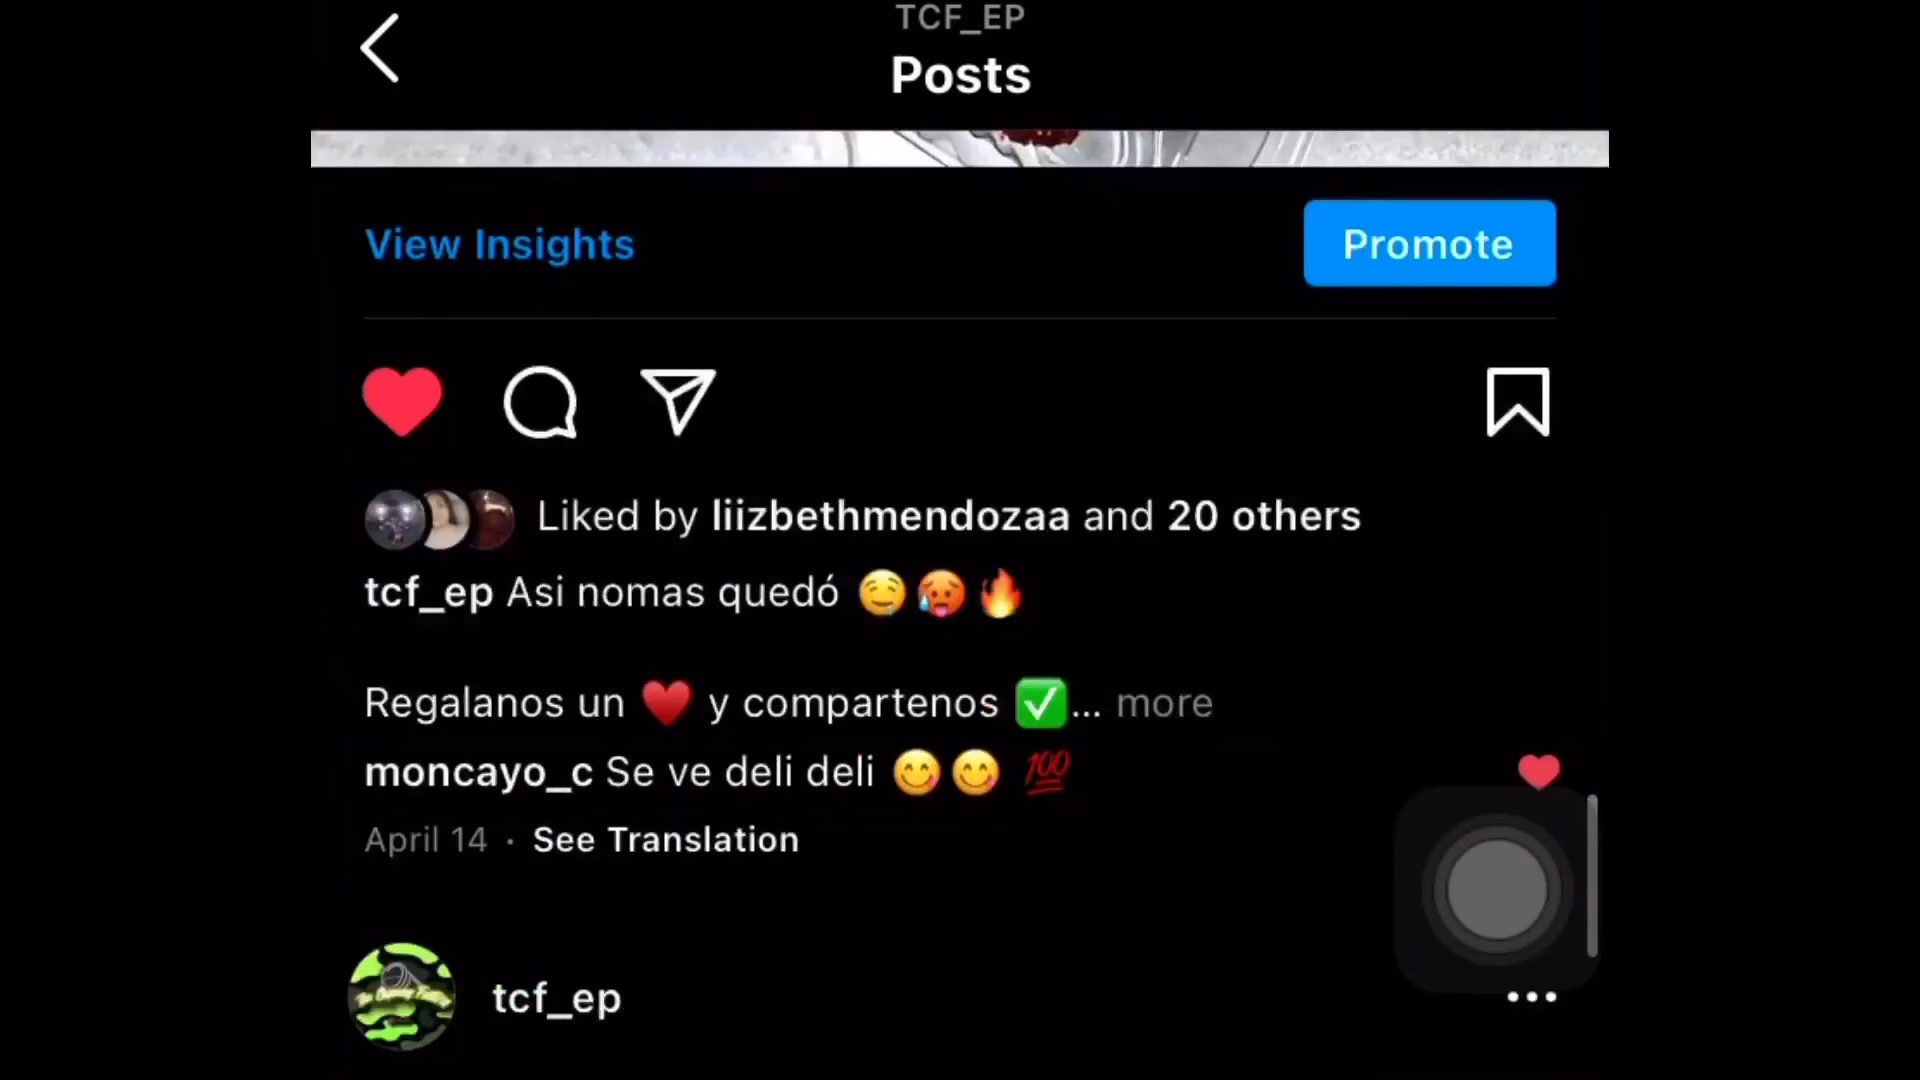 TCF_EP
Posts
View Insights
Promote
Liked by liizbethmendozaa and 20 others
tcf_ep Asi nomas quedó 🤤🥵🔥
Regalanos un ♥️ y compartenos ✅... more
moncayo_c Se ve deli deli 😋😋 💯
April 14 · See Translation
tcf_ep